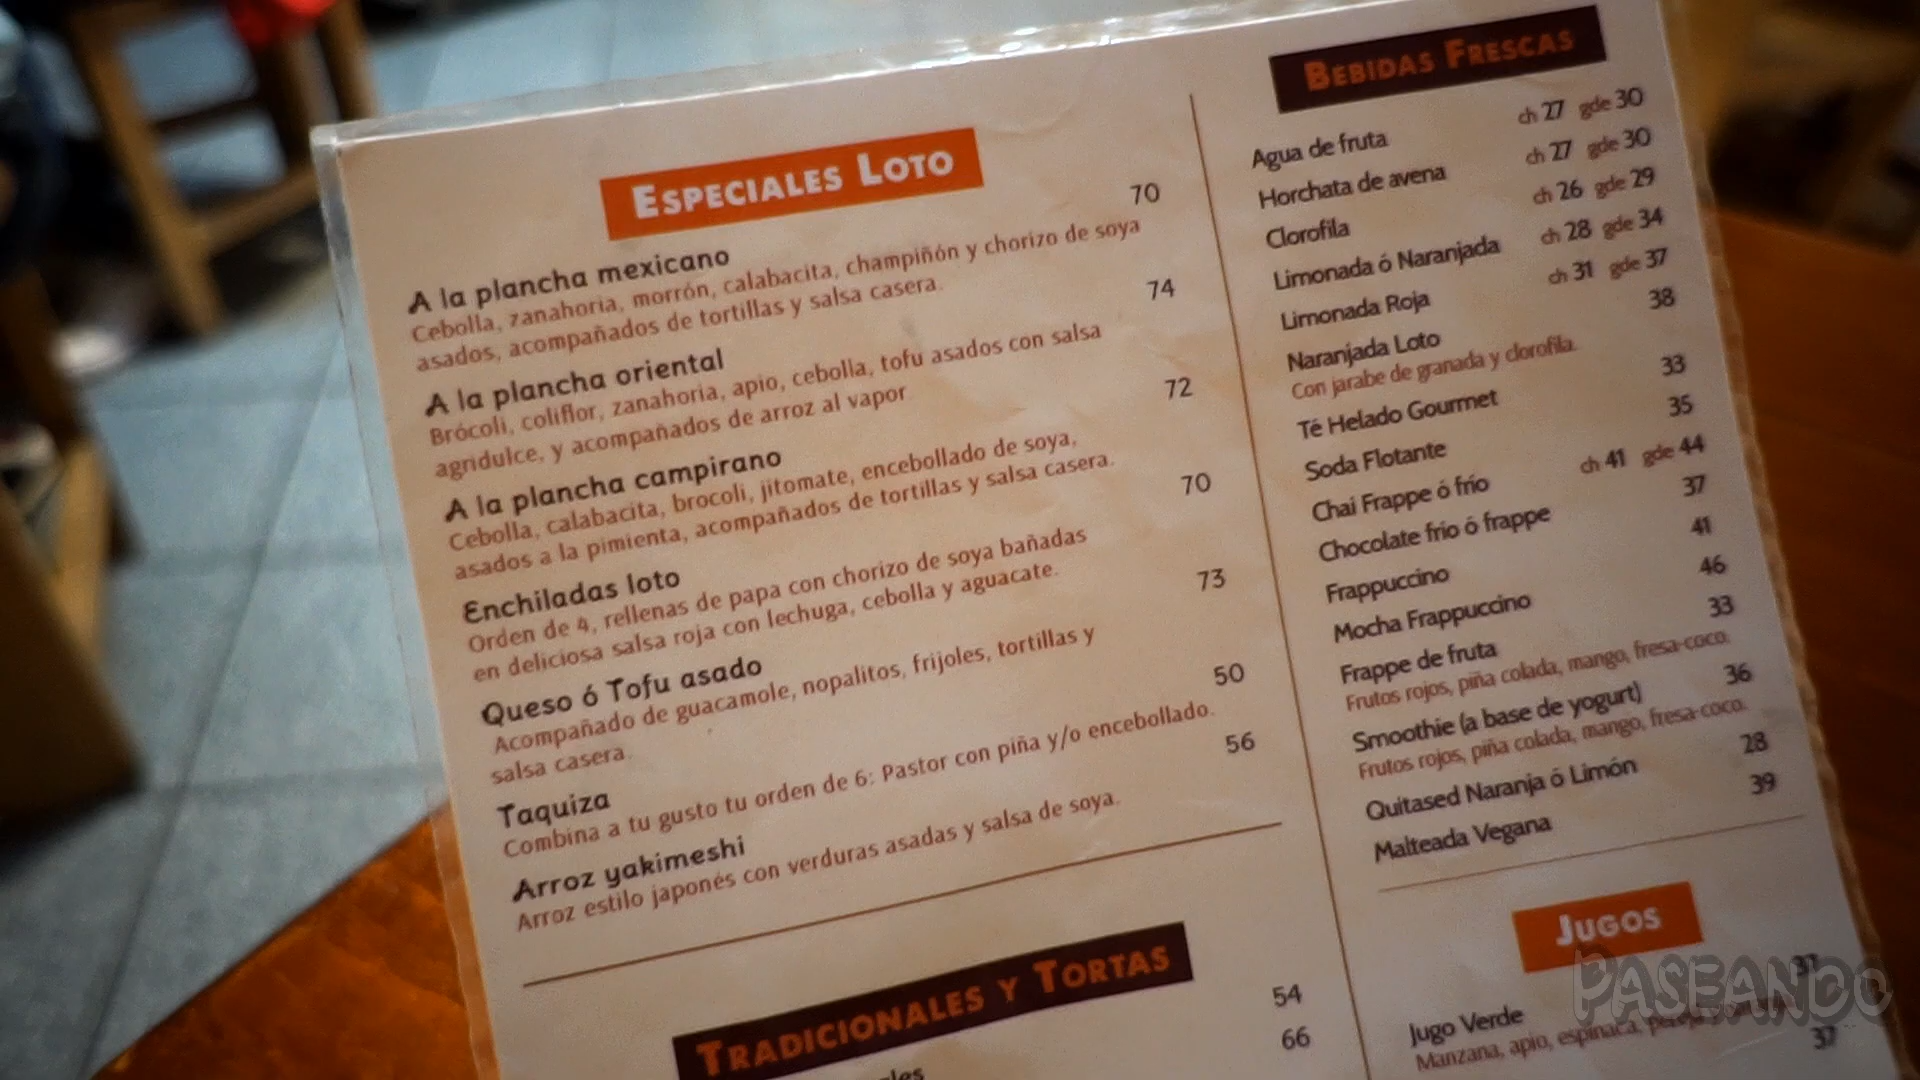 ESPECIALES LOTO
A la plancha mexicano 70
Cebolla, zanahoria, morrón, calabacita, champiñón y chorizo de soya
asados, acompañados de tortillas y salsa casera.
A la plancha oriental 74
Brócoli, coliflor, zanahoria, apio, cebolla, tofu asados con salsa
agridulce, y acompañados de arroz al vapor
A la plancha campirano 72
Cebolla, calabacita, brocoli, jitomate, encebollado de soya,
asados a la pimienta, acompañados de tortillas y salsa casera.
Enchiladas loto 70
Orden de 4, rellenas de papa con chorizo de soya bañadas
en deliciosa salsa roja con lechuga, cebolla y aguacate.
Queso ó Tofu asado 73
Acompañado de guacamole, nopalitos, frijoles, tortillas y
salsa casera.
Taquiza 50
Combina a tu gusto tu orden de 6: Pastor con piña y/o encebollado.
Arroz yakimeshi 56
Arroz estilo japonés con verduras asadas y salsa de soya.
TRADICIONALES Y TORTAS
54
66
BEBIDAS FRESCAS
Agua de fruta ch 27 gde 30
Horchata de avena ch 27 gde 30
Clorofila ch 26 gde 29
Limonada ó Naranjada ch 28 gde 34
Limonada Roja ch 31 gde 37
Naranjada Loto 38
Con jarabe de granada y clorofila.
Té Helado Gourmet 33
Soda Flotante 35
Chai Frappe ó frío ch 41 gde 44
Chocolate frío ó frappe 37
Frappuccino 41
Mocha Frappuccino 46
Frappe de fruta 33
Frutos rojos, piña colada, mango, fresa-coco.
Smoothie (a base de yogurt) 36
Frutos rojos, piña colada, mango, fresa-coco.
Quitased Naranja ó Limón 28
Malteada Vegana 39
JUGOS
Jugo Verde 31
Manzana, apio, espinaca,
37
PASEANDO